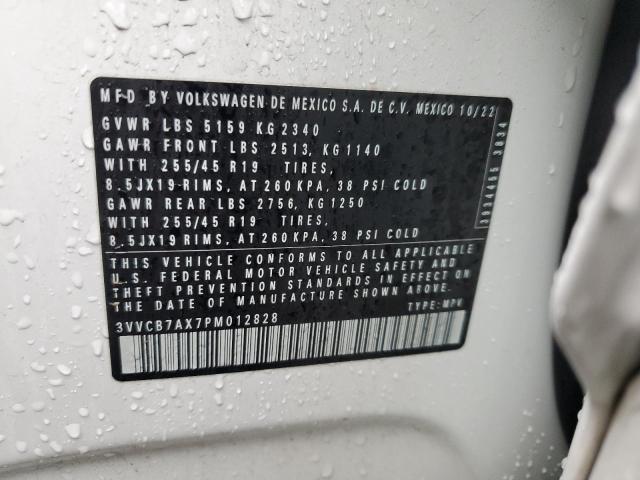 MFD BY VOLKSWAGEN DE MEXICO S.A. DE C.V. MEXICO 10/22
GVWR LBS 5159 KG 2340
GAWR FRONT LBS 2513, KG 1140
WITH 255/45 R19 TIRES,
8.5JX19 RIMS, AT 260 KPA, 38 PSI COLD
GAWR REAR LBS 2756, KG 1250
WITH 255/45 R19 TIRES,
8.5JX19 RIMS, AT 260 KPA, 38 PSI COLD
THIS VEHICLE CONFORMS TO ALL APPLICABLE
U.S. FEDERAL MOTOR VEHICLE SAFETY AND
THEFT PREVENTION STANDARDS IN EFFECT ON
THE DATE OF MANUFACTURE SHOWN ABOVE.
3VVCB7AX7PM012828 TYPE:MPV
3934455 3834